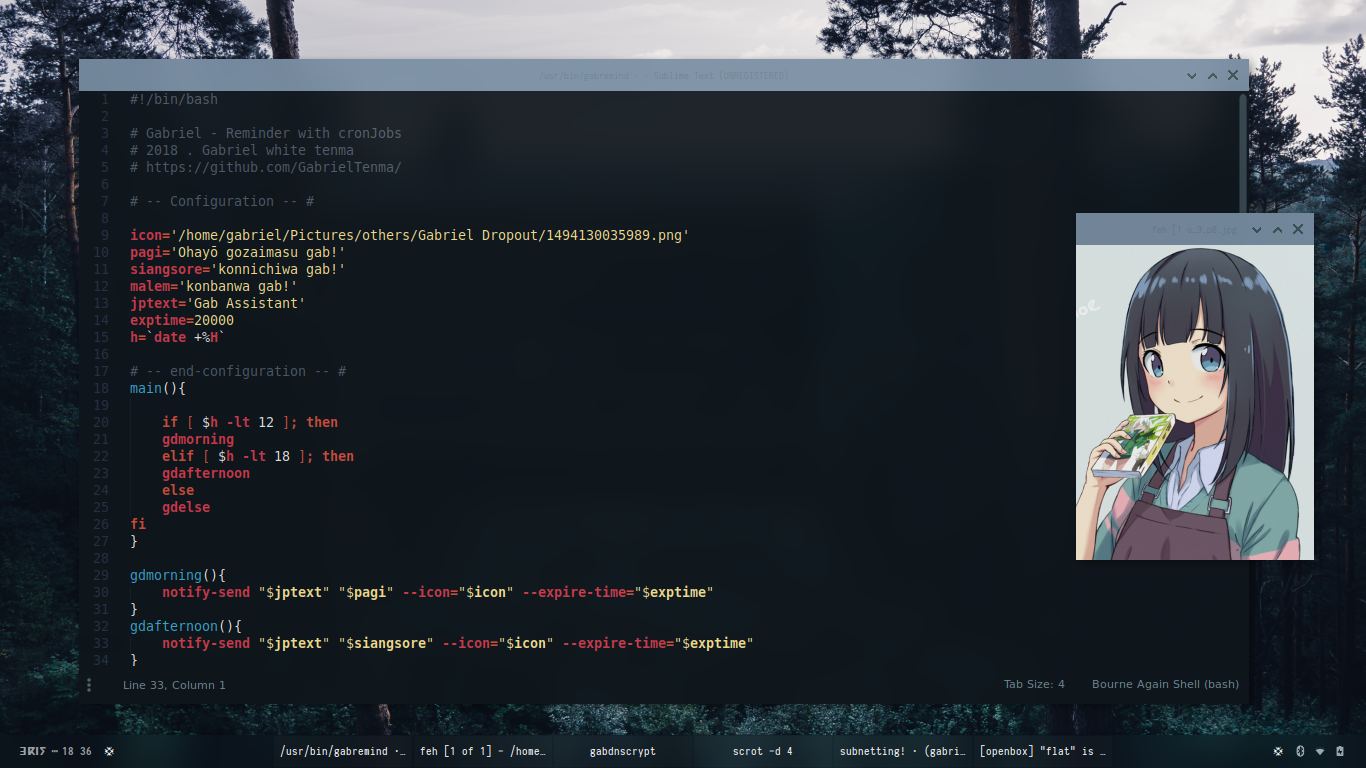 /usr/bin/gabremind · - Sublime Text (UNREGISTERED)
1 #!/bin/bash
2
3 # Gabriel - Reminder with cronJobs
4 # 2018 . Gabriel white tenma
5 # https://github.com/GabrielTenma/
6
7 # -- Configuration -- #
8
9 icon='/home/gabriel/Pictures/others/Gabriel Dropout/1494130035989.png'
10 pagi='Ohayō gozaimasu gab!'
11 siangsore='konnichiwa gab!'
12 malem='konbanwa gab!'
13 jptext='Gab Assistant'
14 exptime=20000
15 h=`date +%H`
16
17 # -- end-configuration -- #
18 main(){
19
20 if [ $h -lt 12 ]; then
21 gdmorning
22 elif [ $h -lt 18 ]; then
23 gdafternoon
24 else
25 gdelse
26 fi
27 }
28
29 gdmorning(){
30 notify-send "$jptext" "$pagi" --icon="$icon" --expire-time="$exptime"
31 }
32 gdafternoon(){
33 notify-send "$jptext" "$siangsore" --icon="$icon" --expire-time="$exptime"
34 }
Line 33, Column 1
Tab Size: 4
Bourne Again Shell (bash)
feh [1
18 36
/usr/bin/gabremind ·…
feh [1 of 1] - /home…
gabdnscrypt
scrot -d 4
subnetting! · (gabri…
[openbox] "flat" is …